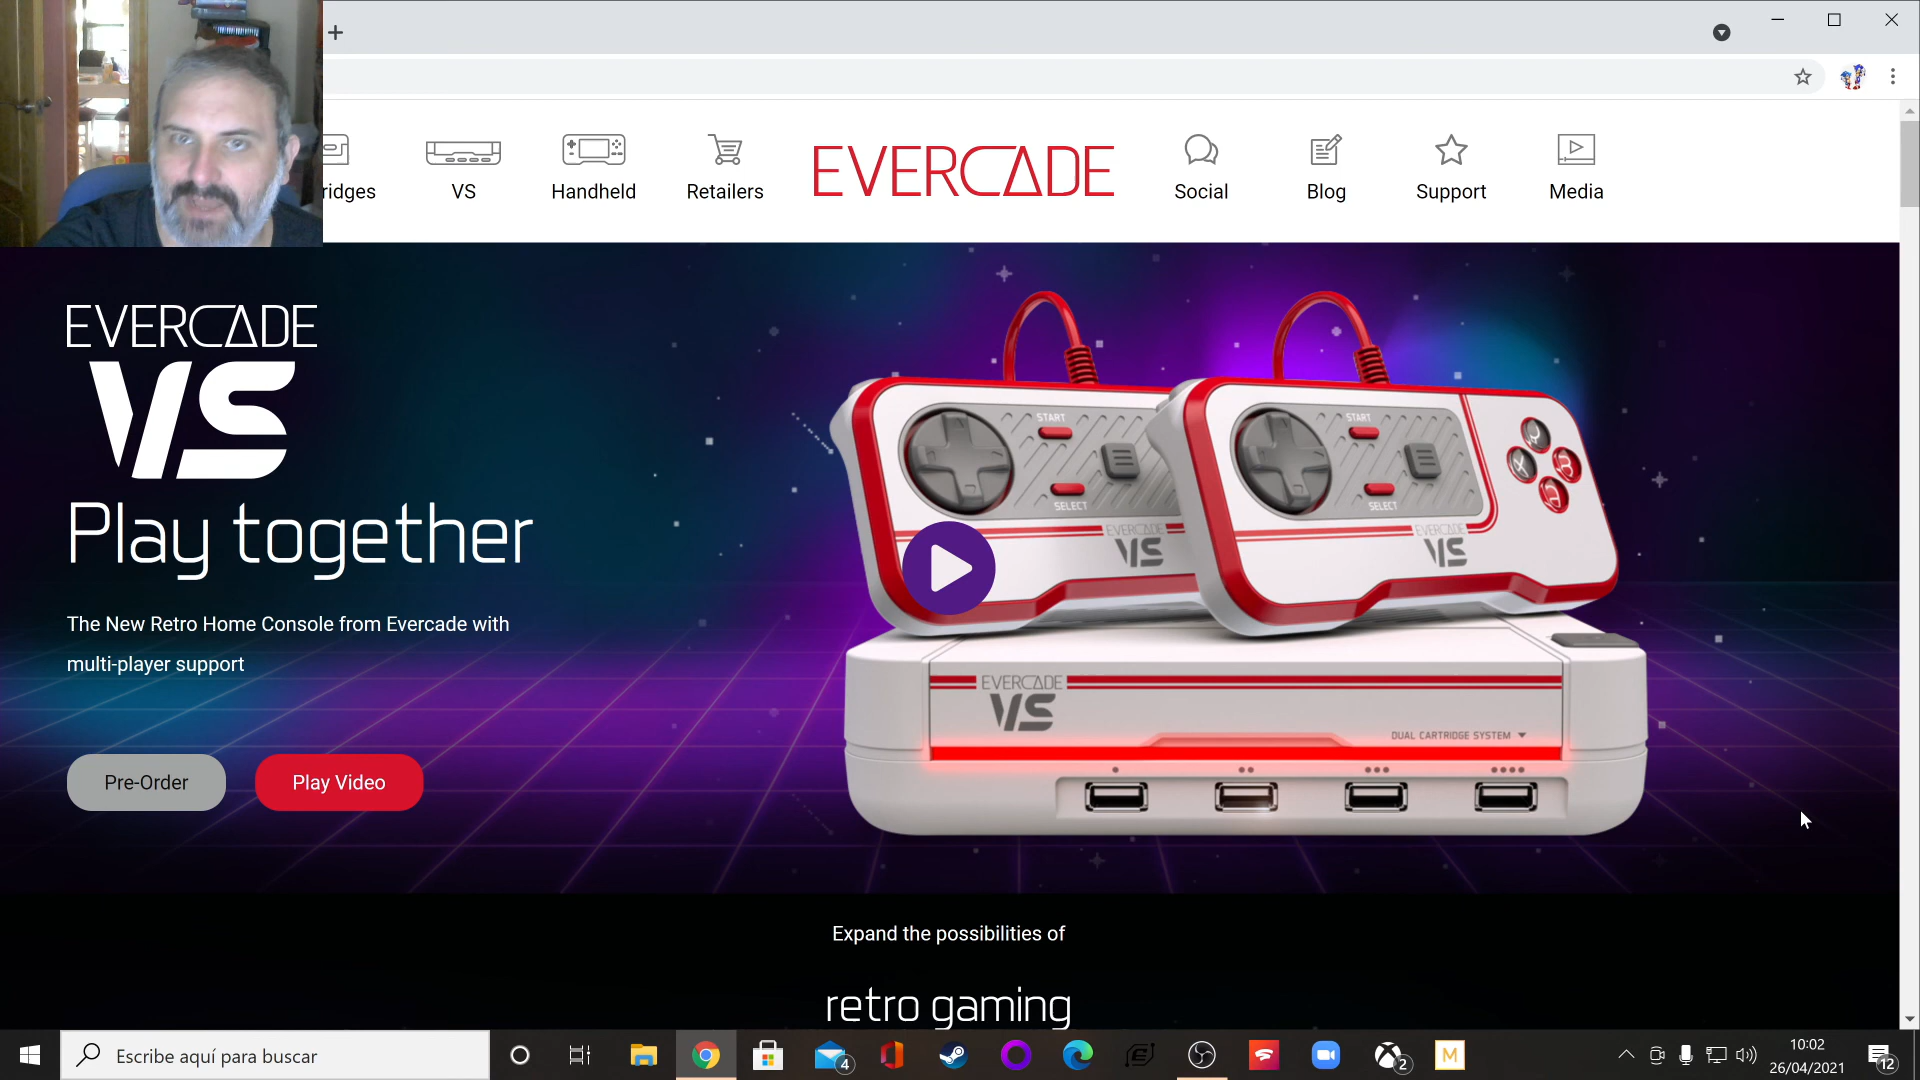 ridges
VS
Handheld
Retailers
EVERCADE
Social
Blog
Support
Media
EVERCADE
VS
Play together
The New Retro Home Console from Evercade with
multi-player support
Pre-Order
Play Video
START
SELECT
EVERCADE
VS
START
SELECT
EVERCADE
VS
Y
X
B
A
EVERCADE
VS
DUAL CARTRIDGE SYSTEM
Expand the possibilities of
retro gaming
Escribe aquí para buscar
4
2
M
10:02
26/04/2021
12